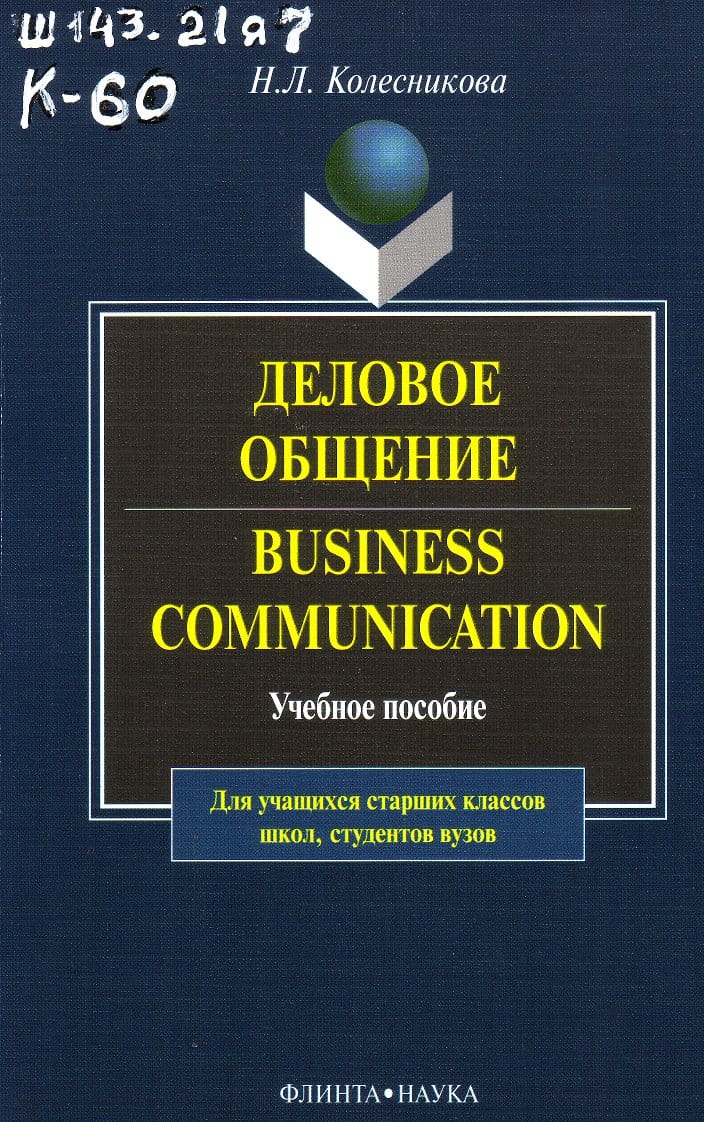 Ш143.21я7
К-60
Н.Л. Колесникова
ДЕЛОВОЕ
ОБЩЕНИЕ
BUSINESS
COMMUNICATION
Учебное пособие
Для учащихся старших классов
школ, студентов вузов
ФЛИНТА•НАУКА